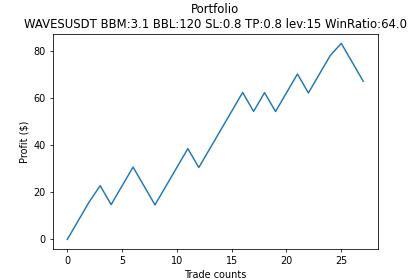 Portfolio
WAVESUSDT BBM:3.1 BBL:120 SL:0.8 TP:0.8 lev:15 WinRatio:64.0
80
60
40
20
0
Profit ($)
0 5 10 15 20 25
Trade counts